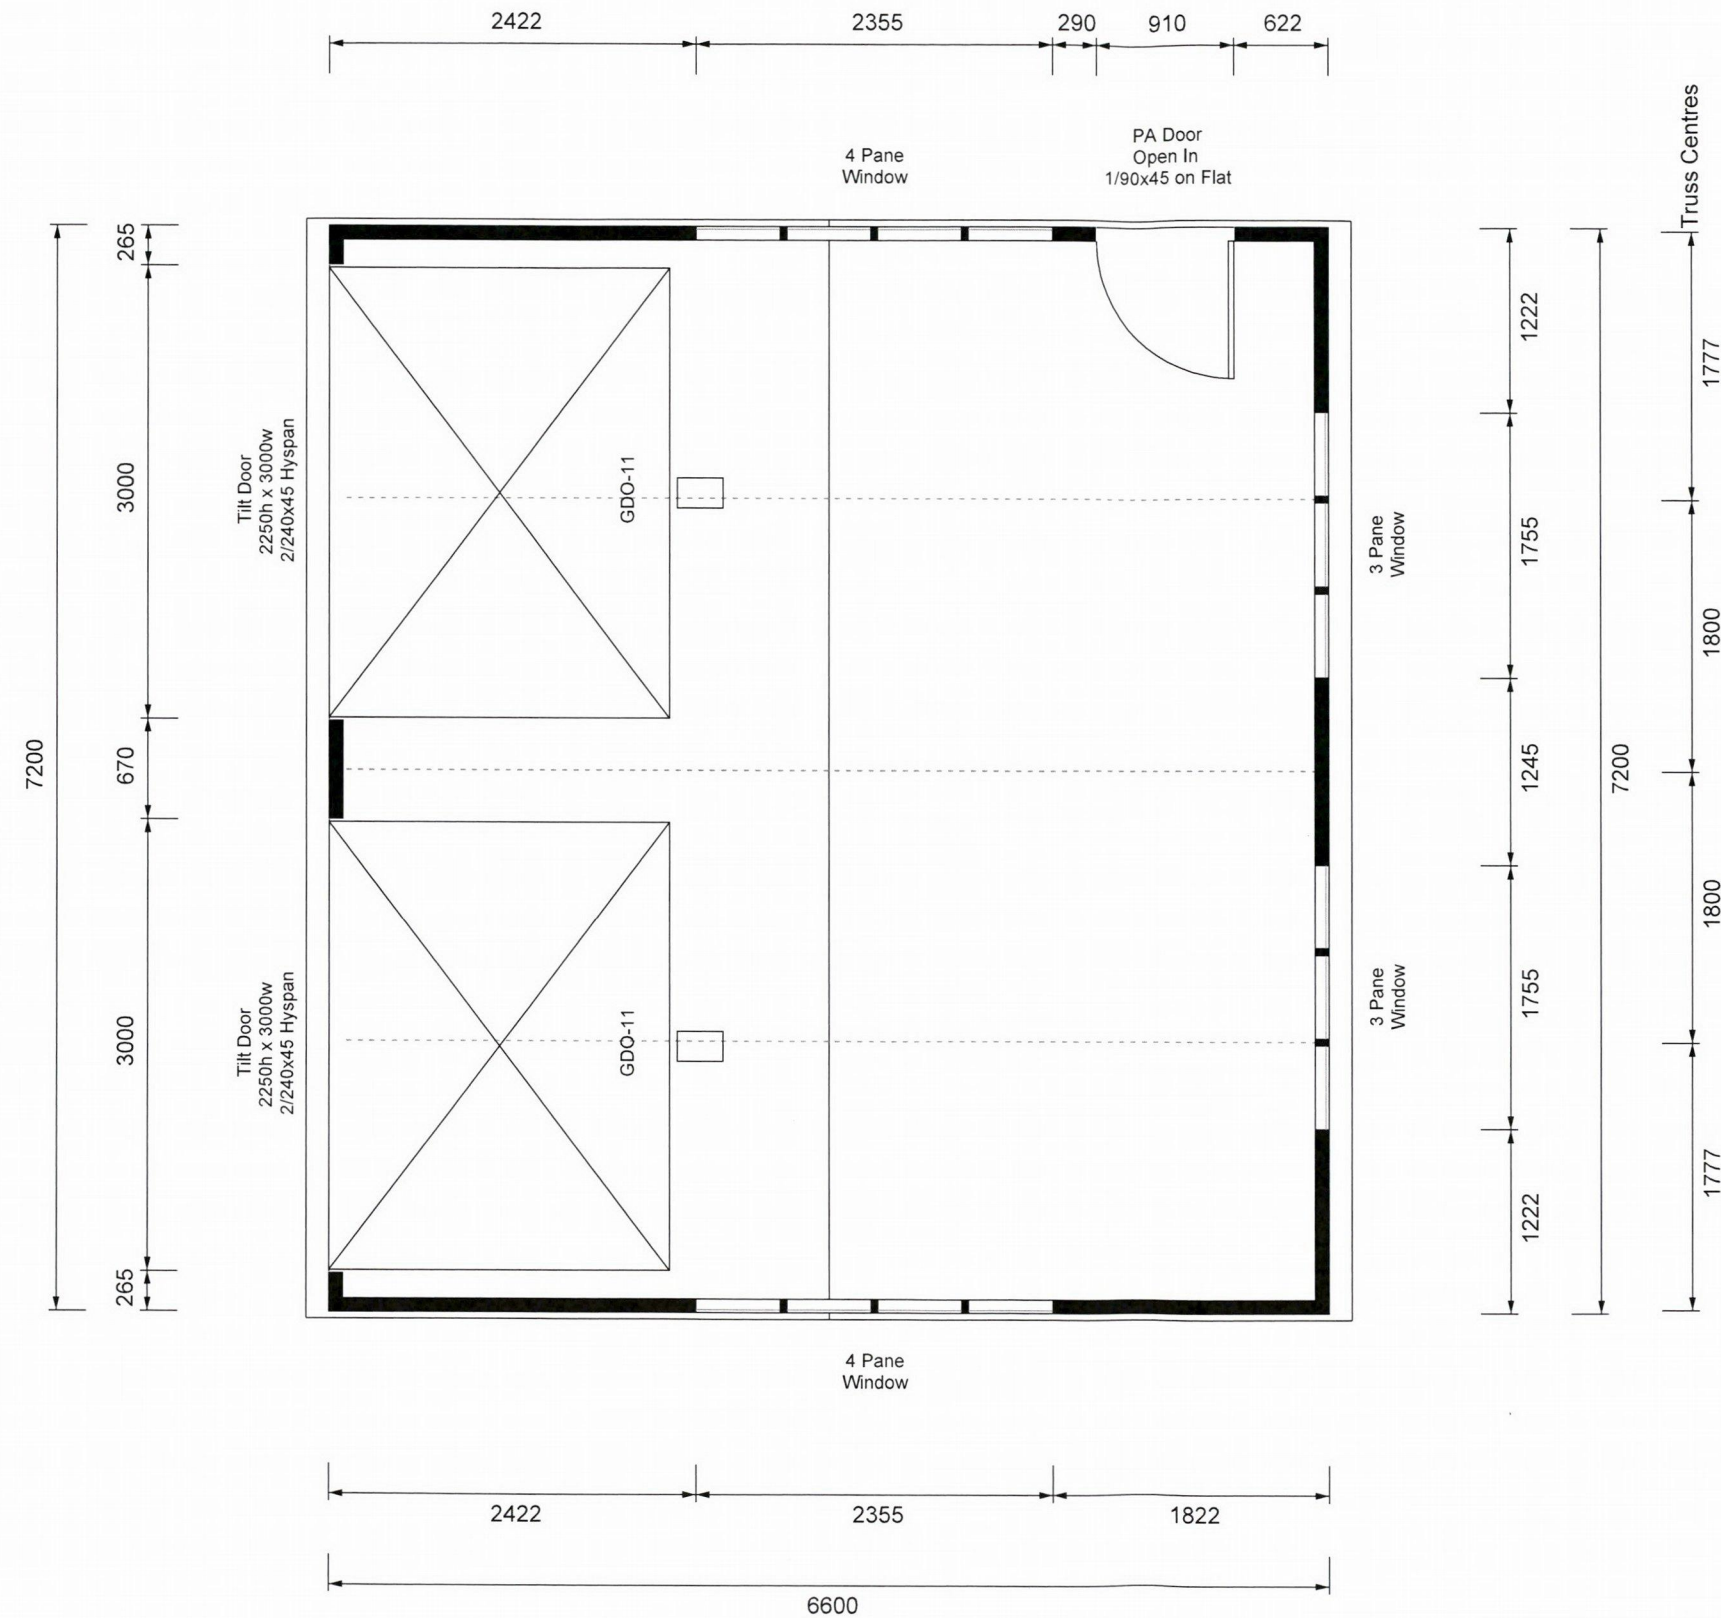 2422 2355 290 910 622
4 Pane
Window
PA Door
Open In
1/90x45 on Flat
Truss Centres
7200
265
3000
670
3000
265
Tilt Door
2250h x 3000w
2/240x45 Hyspan
GDO-11
Tilt Door
2250h x 3000w
2/240x45 Hyspan
GDO-11
3 Pane
Window
3 Pane
Window
1222
1755
1245
1755
1222
7200
1777
1800
1800
1777
4 Pane
Window
2422 2355 1822
6600